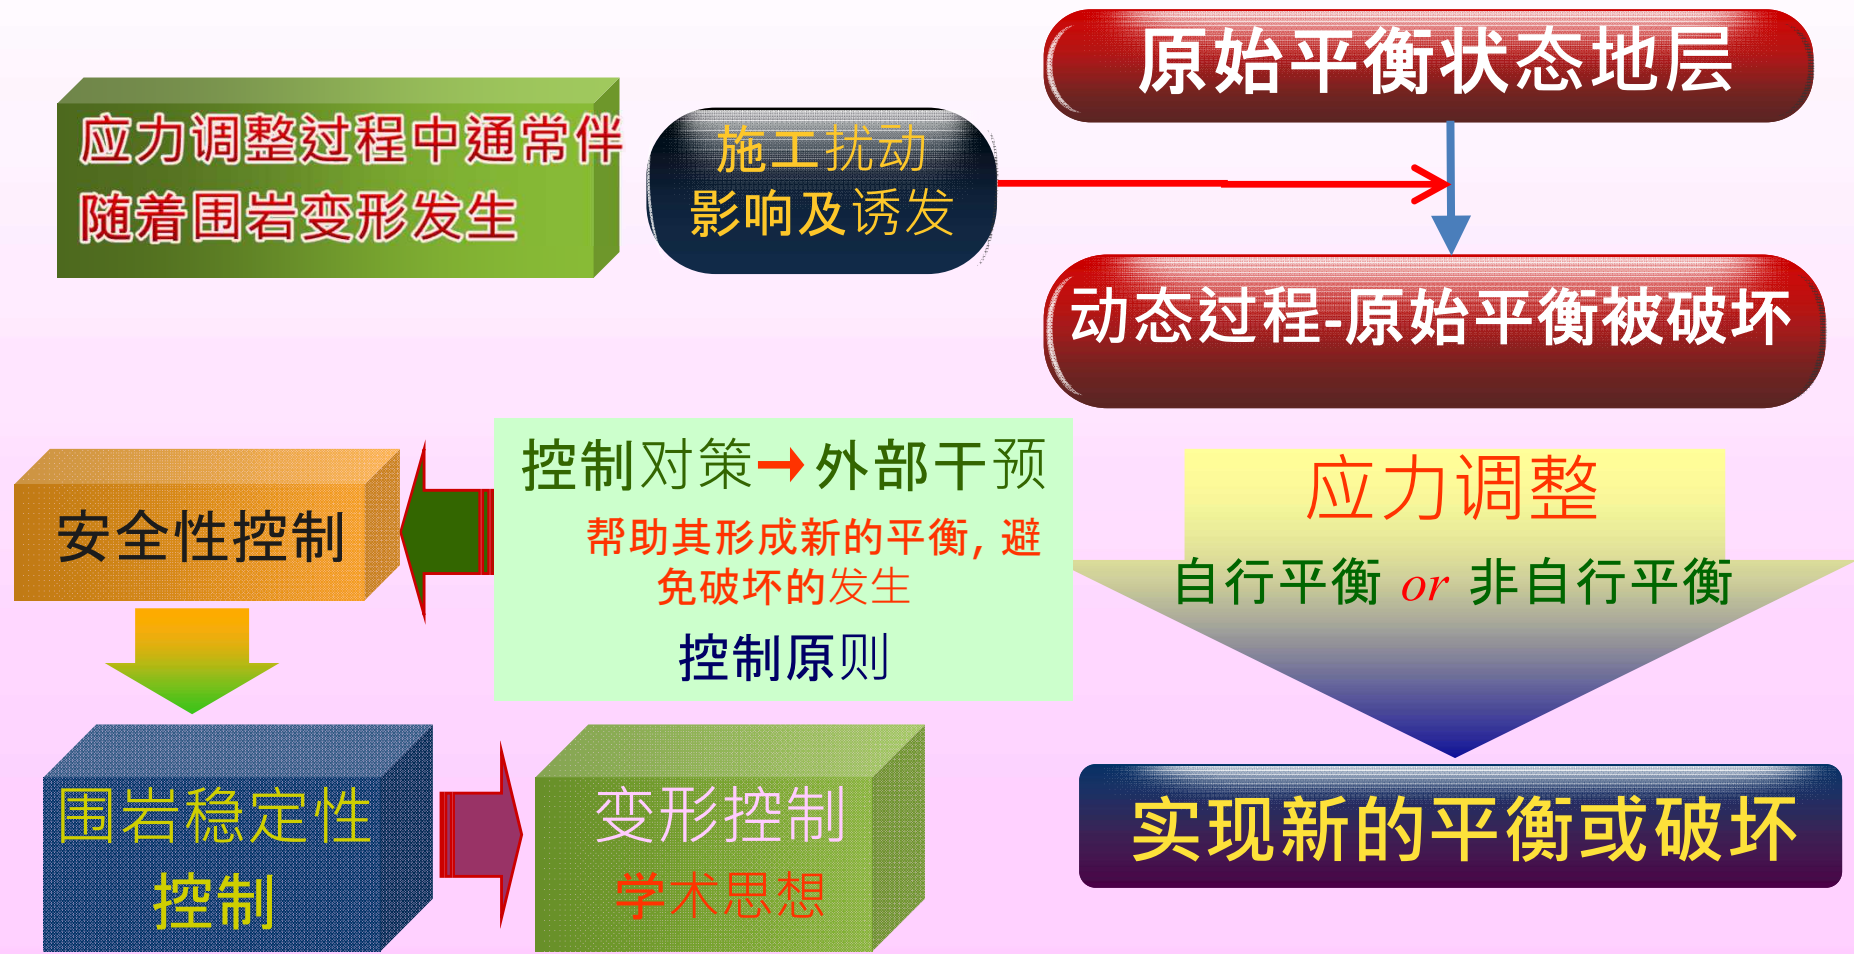 原始平衡状态地层
应力调整过程中通常伴
随着围岩变形发生
施工扰动
影响及诱发
动态过程-原始平衡被破坏
控制对策→外部干预
帮助其形成新的平衡, 避
免破坏的发生
控制原则
安全性控制
应力调整
自行平衡 or 非自行平衡
围岩稳定性
控制
变形控制
学术思想
实现新的平衡或破坏